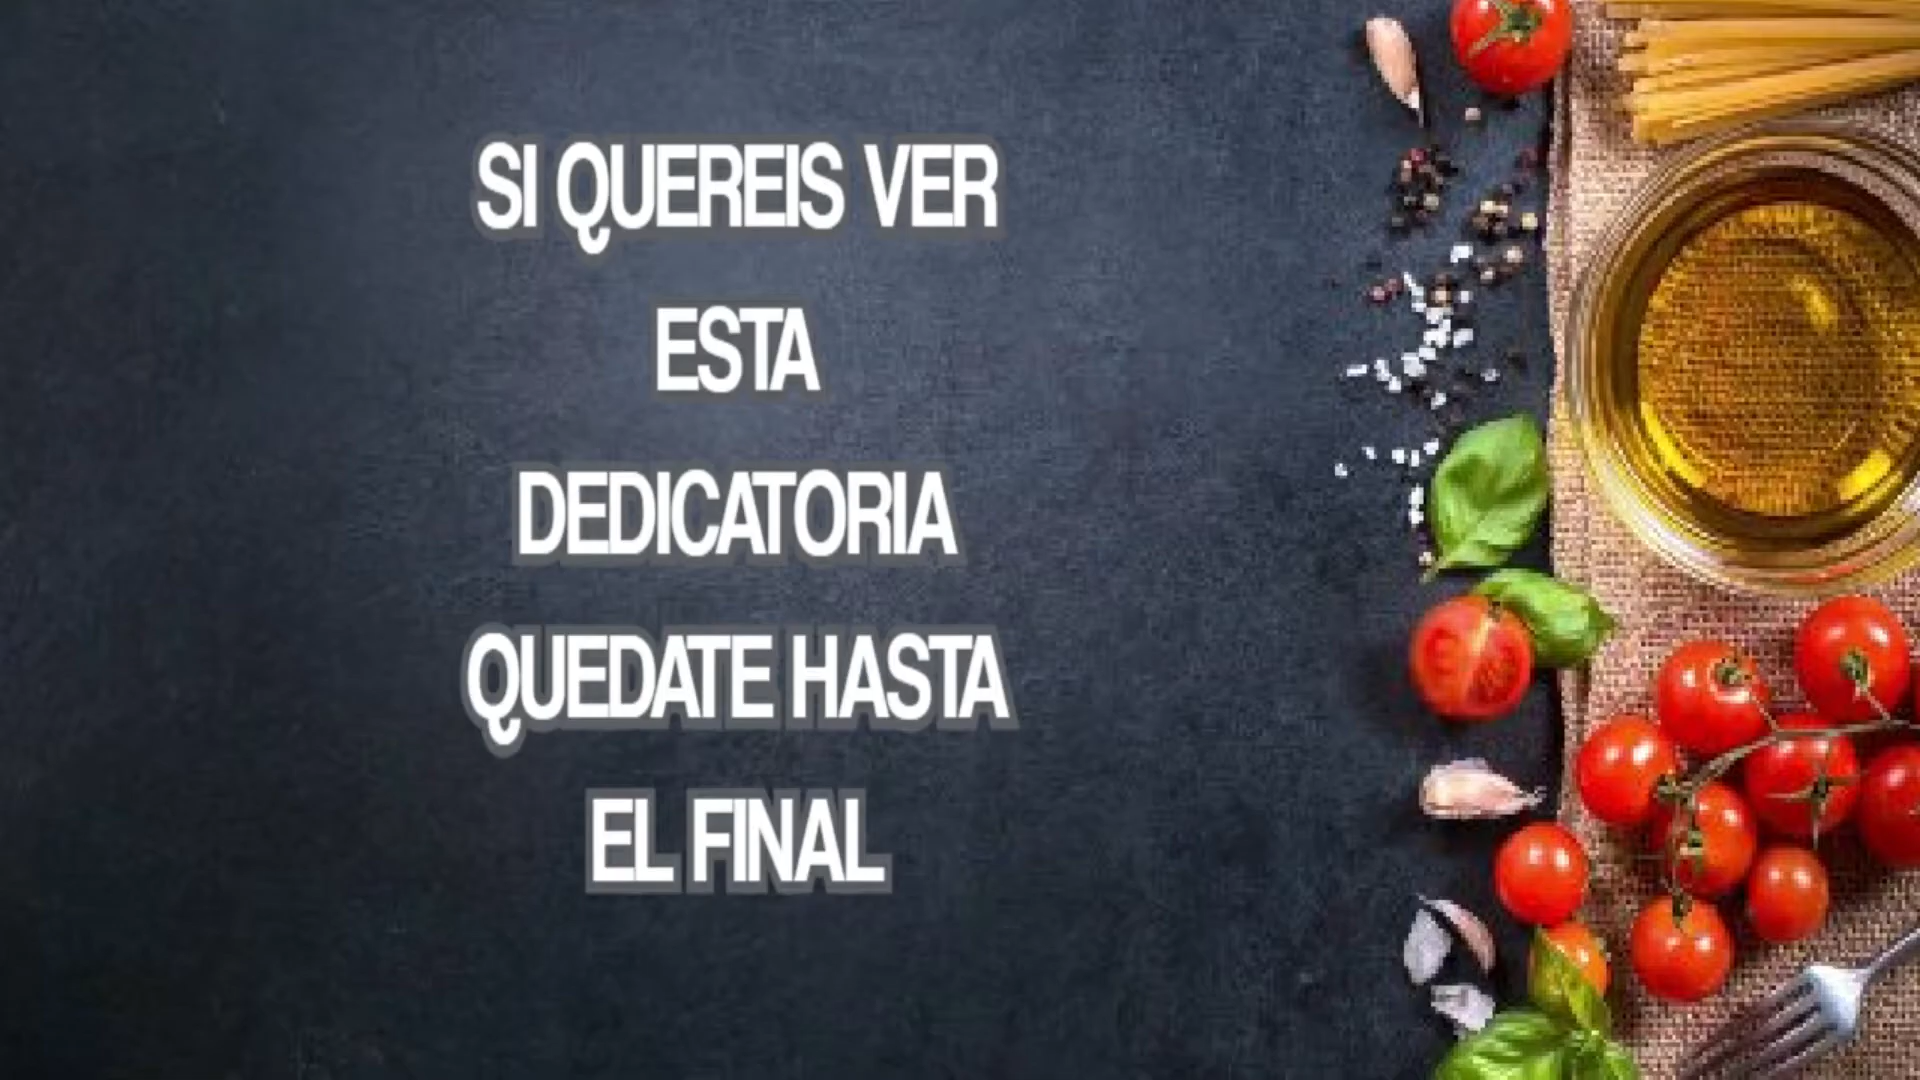 SI QUEREIS VER
ESTA
DEDICATORIA
QUEDATE HASTA
EL FINAL